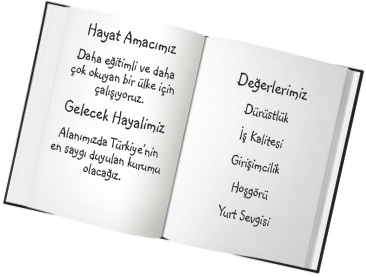 Hayat Amacımız
Daha eğitimli ve daha
çok okuyan bir ülke için
çalışıyoruz.
Gelecek Hayalimiz
Alanımızda Türkiye'nin
en saygı duyulan kurumu
olacağız.
Değerlerimiz
Dürüstlük
İş Kalitesi
Girişimcilik
Hoşgörü
Yurt Sevgisi